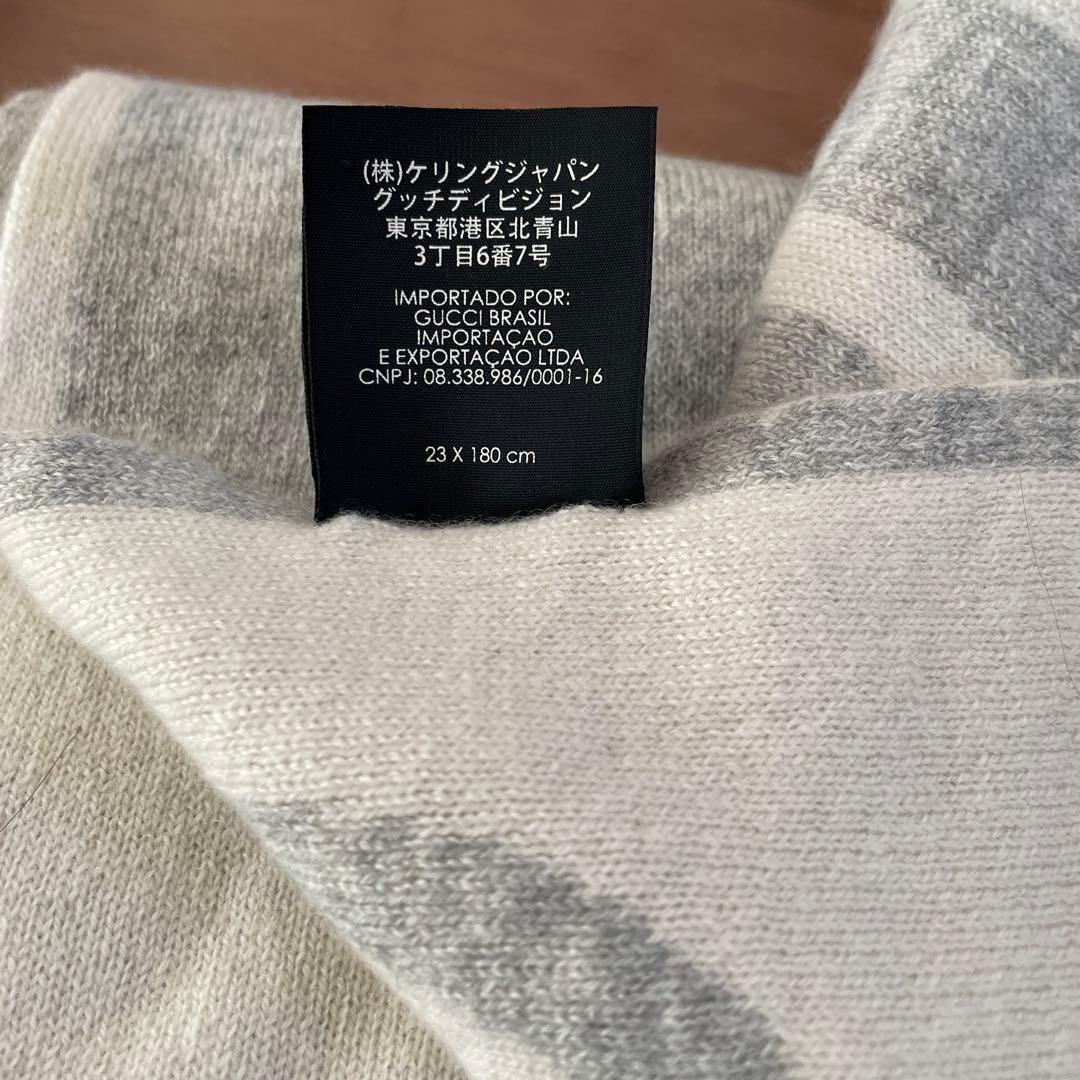 (株)ケリングジャパン
グッチディビジョン
東京都港区北青山
3丁目6番7号
IMPORTADO POR:
GUCCI BRASIL
IMPORTAÇAO
E EXPORTAÇAO LTDA
CNPJ: 08.338.986/0001-16
23 X 180 cm